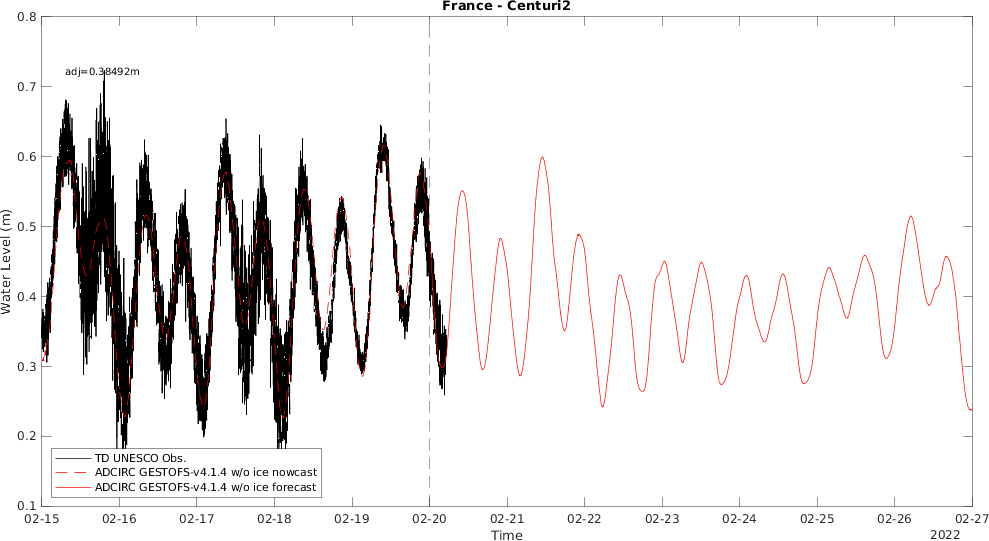 France - Centuri2
0.8
0.7
0.6
0.5
0.4
0.3
0.2
0.1
Water Level (m)
adj=0.38492m
TD UNESCO Obs.
ADCIRC GESTOFS-v4.1.4 w/o ice nowcast
ADCIRC GESTOFS-v4.1.4 w/o ice forecast
02-15 02-16 02-17 02-18 02-19 02-20 02-21 02-22 02-23 02-24 02-25 02-26 02-27
Time
2022